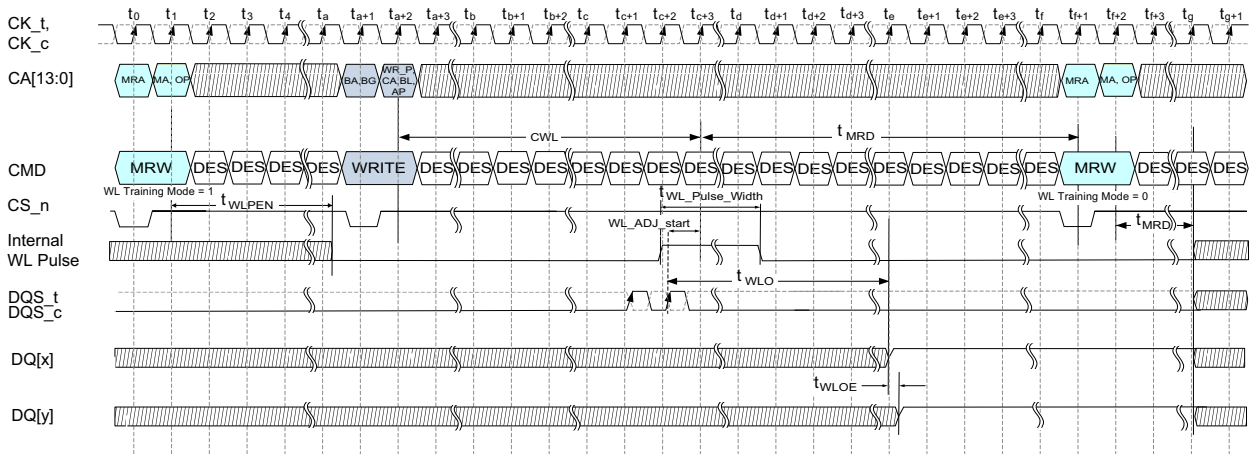 t0 t1 t2 t3 t4 ta ta+1 ta+2 ta+3 tb tb+1 tb+2 tc tc+1 tc+2 tc+3 td td+1 td+2 td+3 te te+1 te+2 te+3 tf tf+1 tf+2 tf+3 tg tg+1
CK_t,
CK_c
CA[13:0] MRA MA, OP BA,BG WR_P MRA MA, OP
CA,BL,
AP
CWL tMRD
CMD MRW DES DES DES DES WRITE DES DES DES DES DES DES DES DES DES DES DES DES DES DES DES DES DES MRW DES DES DES
WL Training Mode = 1 WL Training Mode = 0
CS_n tWLPEN tWL_Pulse_Width
WL_ADJ_start tMRD
Internal
WL Pulse
tWLO
DQS_t
DQS_c
DQ[x]
tWLOE
DQ[y]